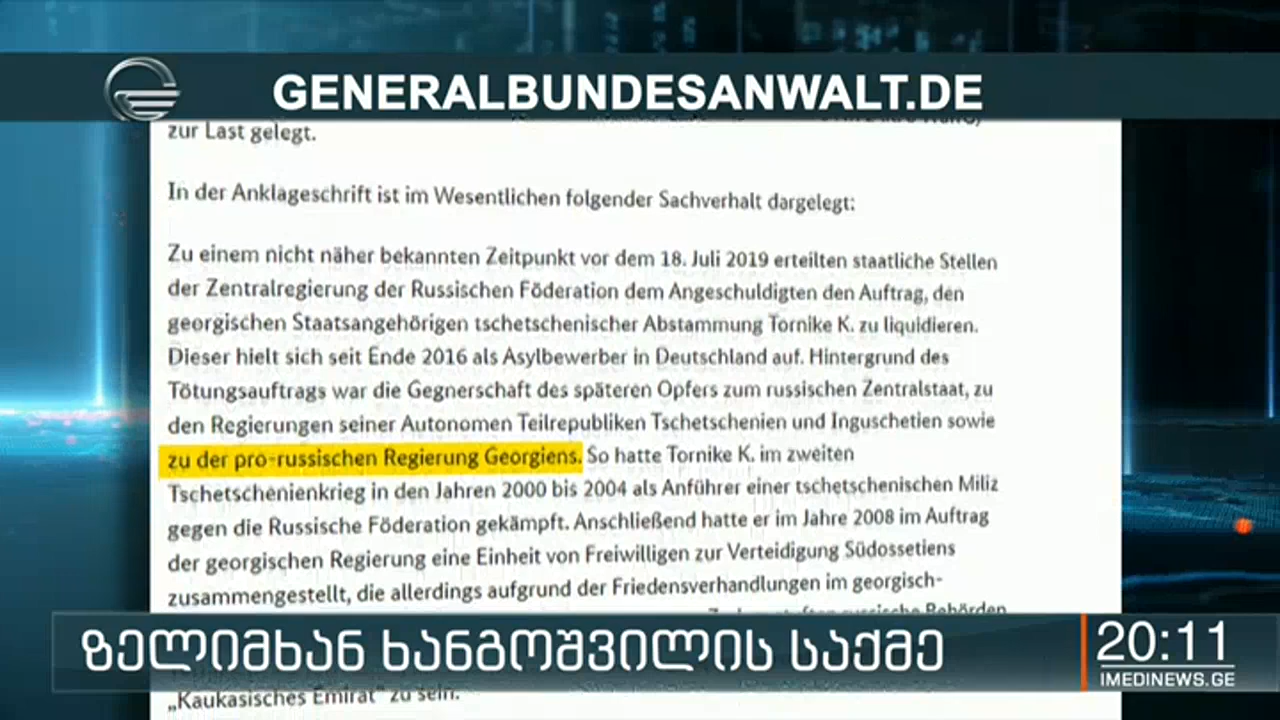 GENERALBUNDESANWALT.DE
zur Last gelegt.
In der Anklageschrift ist im Wesentlichen folgender Sachverhalt dargelegt:
Zu einem nicht näher bekannten Zeitpunkt vor dem 18. Juli 2019 erteilten staatliche Stellen
der Zentralregierung der Russischen Föderation dem Angeschuldigten den Auftrag, den
georgischen Staatsangehörigen tschetschenischer Abstammung Tornike K. zu liquidieren.
Dieser hielt sich seit Ende 2016 als Asylbewerber in Deutschland auf. Hintergrund des
Tötungsauftrags war die Gegnerschaft des späteren Opfers zum russischen Zentralstaat, zu
den Regierungen seiner Autonomen Teilrepubliken Tschetschenien und Inguschetien sowie
zu der pro-russischen Regierung Georgiens. So hatte Tornike K. im zweiten
Tschetschenienkrieg in den Jahren 2000 bis 2004 als Anführer einer tschetschenischen Miliz
gegen die Russische Föderation gekämpft. Anschließend hatte er im Jahre 2008 im Auftrag
der georgischen Regierung eine Einheit von Freiwilligen zur Verteidigung Südossetiens
zusammengestellt, die allerdings aufgrund der Friedensverhandlungen im georgisch-
russische Behörden
ზელიმხან ხანგოშვილის საქმე
20:11
IMEDINEWS.GE
„Kaukasisches Emirat“ zu sein.